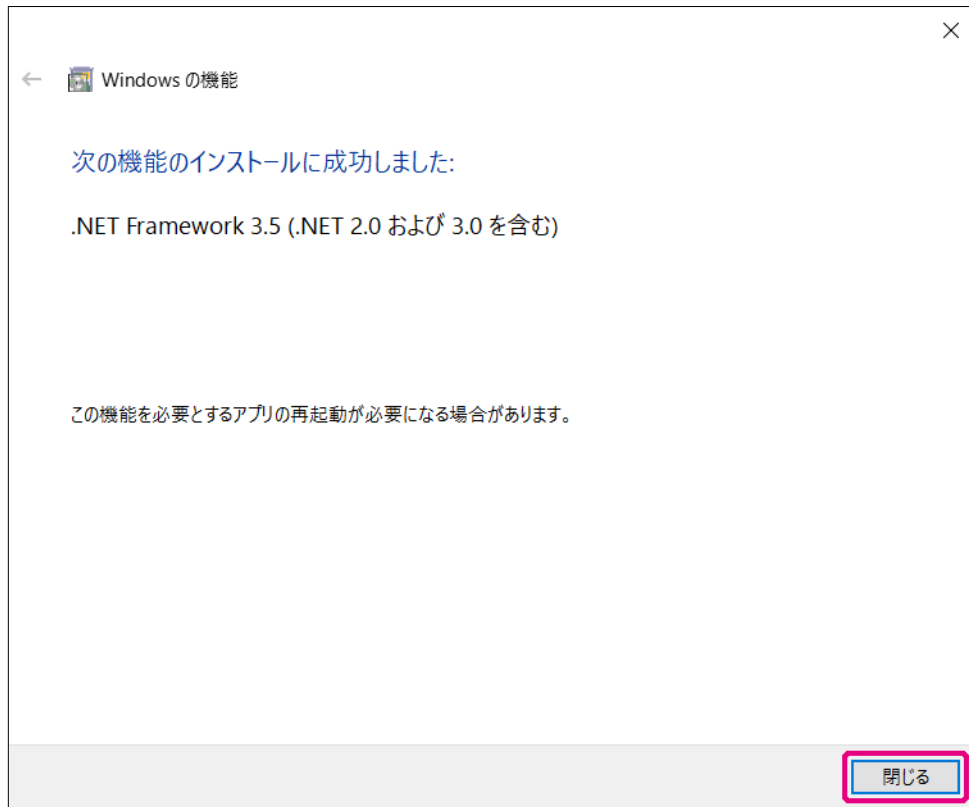 Windows の機能
次の機能のインストールに成功しました:
.NET Framework 3.5 (.NET 2.0 および 3.0 を含む)
この機能を必要とするアプリの再起動が必要になる場合があります。
閉じる